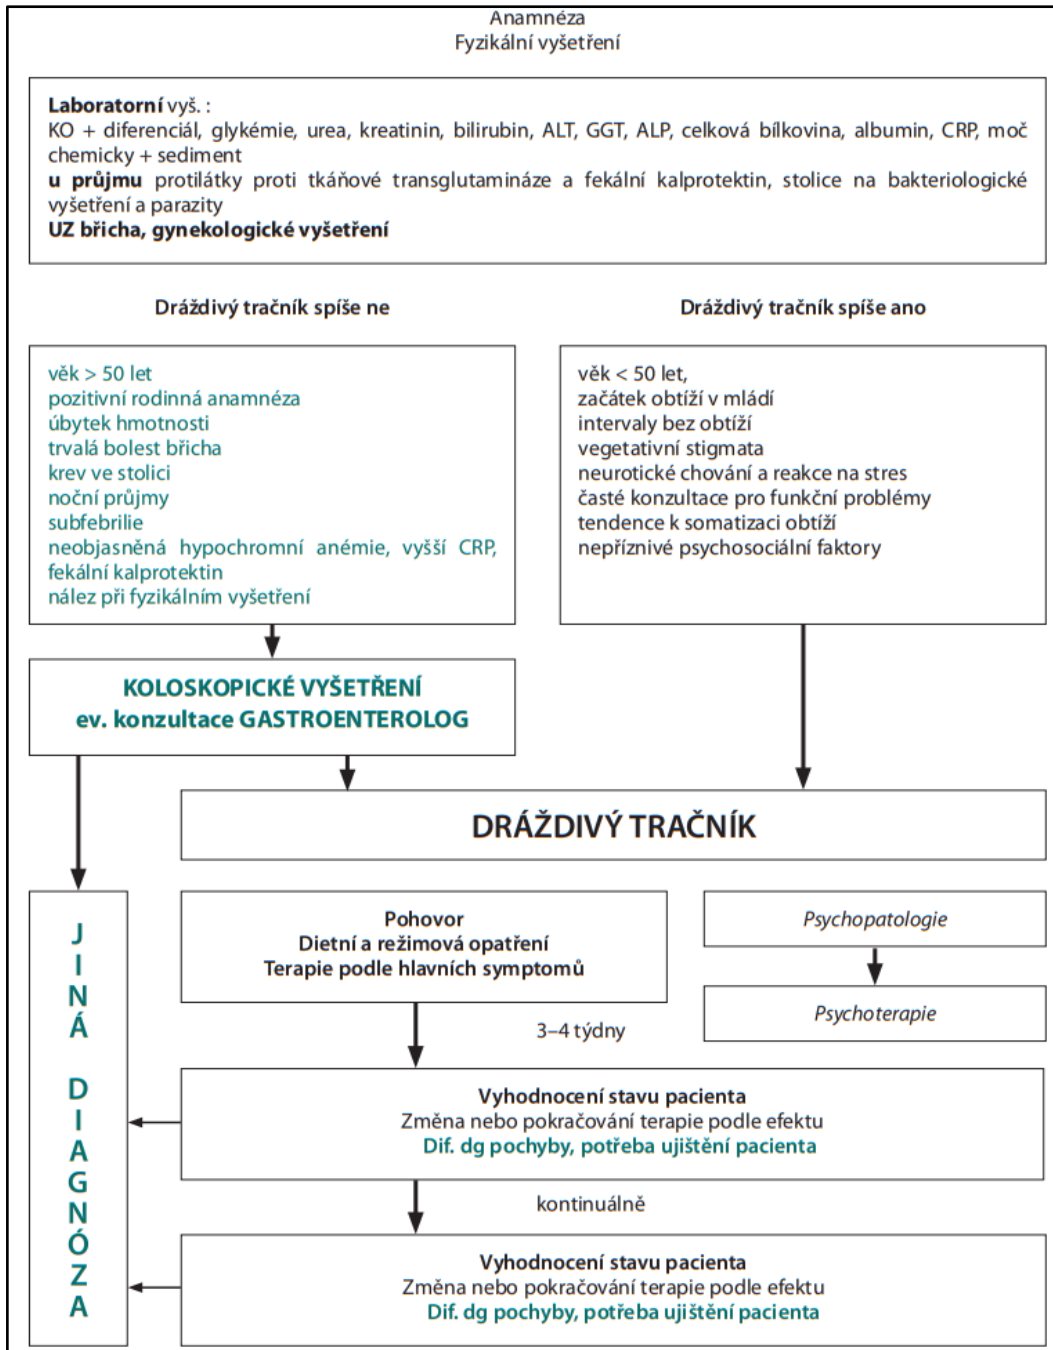 Anamnéza
Fyzikální vyšetření
Laboratorní vyš. :
KO + diferenciál, glykémie, urea, kreatinin, bilirubin, ALT, GGT, ALP, celková bílkovina, albumin, CRP, moč
chemicky + sediment
u průjmu protilátky proti tkáňové transglutamináze a fekální kalprotektin, stolice na bakteriologické
vyšetření a parazity
UZ břicha, gynekologické vyšetření
Dráždivý tračník spíše ne
věk > 50 let
pozitivní rodinná anamnéza
úbytek hmotnosti
trvalá bolest břicha
krev ve stolici
noční průjmy
subfebrilie
neobjasněná hypochromní anémie, vyšší CRP,
fekální kalprotektin
nález při fyzikálním vyšetření
Dráždivý tračník spíše ano
věk < 50 let,
začátek obtíží v mládí
intervaly bez obtíží
vegetativní stigmata
neurotické chování a reakce na stres
časté konzultace pro funkční problémy
tendence k somatizaci obtíží
nepříznivé psychosociální faktory
KOLOSKOPICKÉ VYŠETŘENÍ
ev. konzultace GASTROENTEROLOG
DRÁŽDIVÝ TRAČNÍK
JINÁ DIAGNÓZA
Pohovor
Dietní a režimová opatření
Terapie podle hlavních symptomů
Psychopatologie
Psychoterapie
3–4 týdny
Vyhodnocení stavu pacienta
Změna nebo pokračování terapie podle efektu
Dif. dg pochyby, potřeba ujištění pacienta
kontinuálně
Vyhodnocení stavu pacienta
Změna nebo pokračování terapie podle efektu
Dif. dg pochyby, potřeba ujištění pacienta